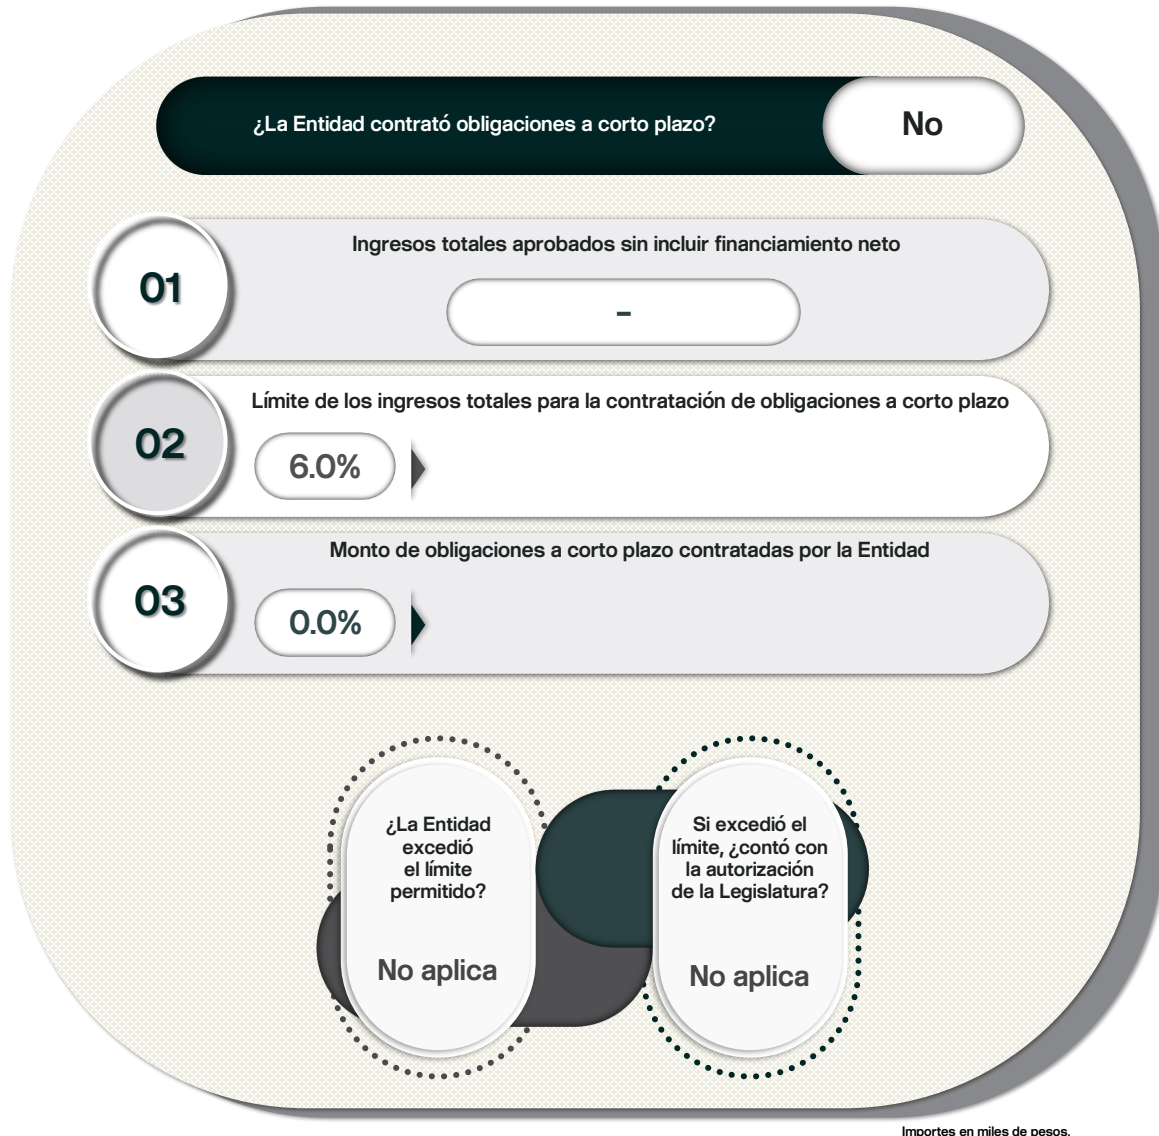 ¿La Entidad contrató obligaciones a corto plazo?
No
01
Ingresos totales aprobados sin incluir financiamiento neto
-
02
Límite de los ingresos totales para la contratación de obligaciones a corto plazo
6.0%
03
Monto de obligaciones a corto plazo contratadas por la Entidad
0.0%
¿La Entidad
excedió
el límite
permitido?
No aplica
Si excedió el
límite, ¿contó con
la autorización
de la Legislatura?
No aplica
Importes en miles de pesos.